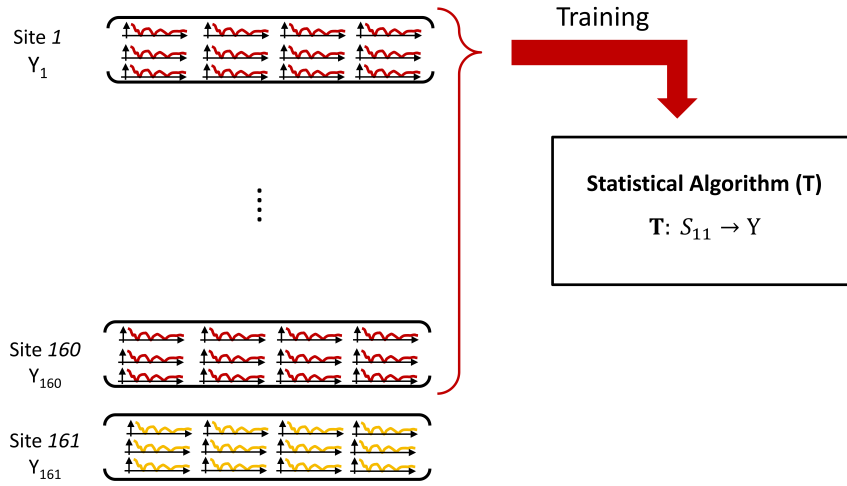 Training
Site 1
Y₁
Statistical Algorithm (T)
T: S₁₁ → Y
Site 160
Y₁₆₀
Site 161
Y₁₆₁